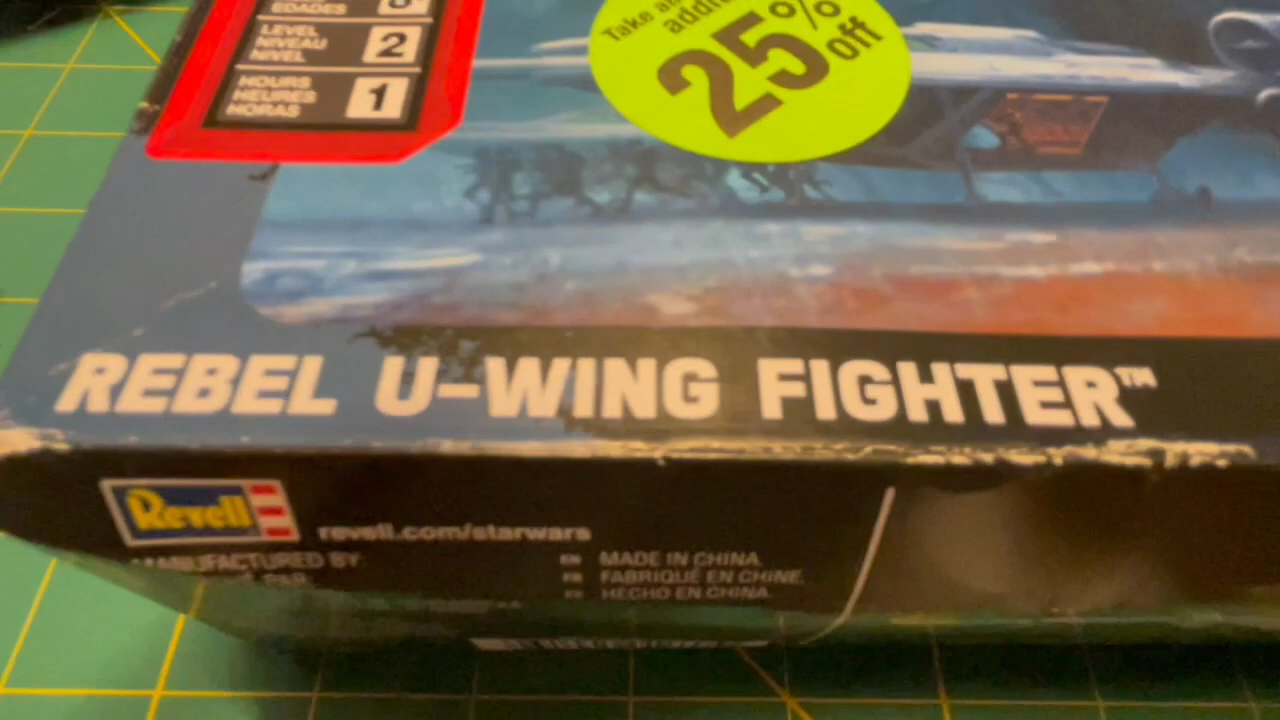 EDADES
LEVEL
NIVEAU
NIVEL
2
HOURS
HEURES
HORAS
1
Take an
25%
off
REBEL U-WING FIGHTER™
Revell
revell.com/starwars
MANUFACTURED BY:
MADE IN CHINA.
FABRIQUÉ EN CHINE.
HECHO EN CHINA.